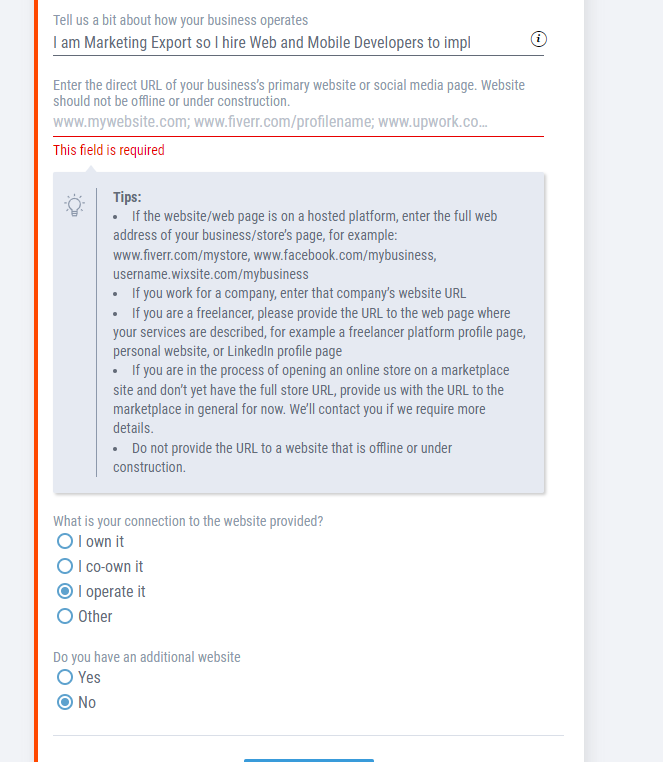 Tell us a bit about how your business operates
I am Marketing Export so I hire Web and Mobile Developers to impl
i
Enter the direct URL of your business's primary website or social media page. Website
should not be offline or under construction.
www.mywebsite.com; www.fiverr.com/profilename; www.upwork.co...
This field is required
Tips:
• If the website/web page is on a hosted platform, enter the full web
address of your business/store's page, for example:
www.fiverr.com/mystore, www.facebook.com/mybusiness,
username.wixsite.com/mybusiness
• If you work for a company, enter that company's website URL
• If you are a freelancer, please provide the URL to the web page where
your services are described, for example a freelancer platform profile page,
personal website, or LinkedIn profile page
• If you are in the process of opening an online store on a marketplace
site and don't yet have the full store URL, provide us with the URL to the
marketplace in general for now. We'll contact you if we require more
details.
• Do not provide the URL to a website that is offline or under
construction.
What is your connection to the website provided?
I own it
I co-own it
I operate it
Other
Do you have an additional website
Yes
No